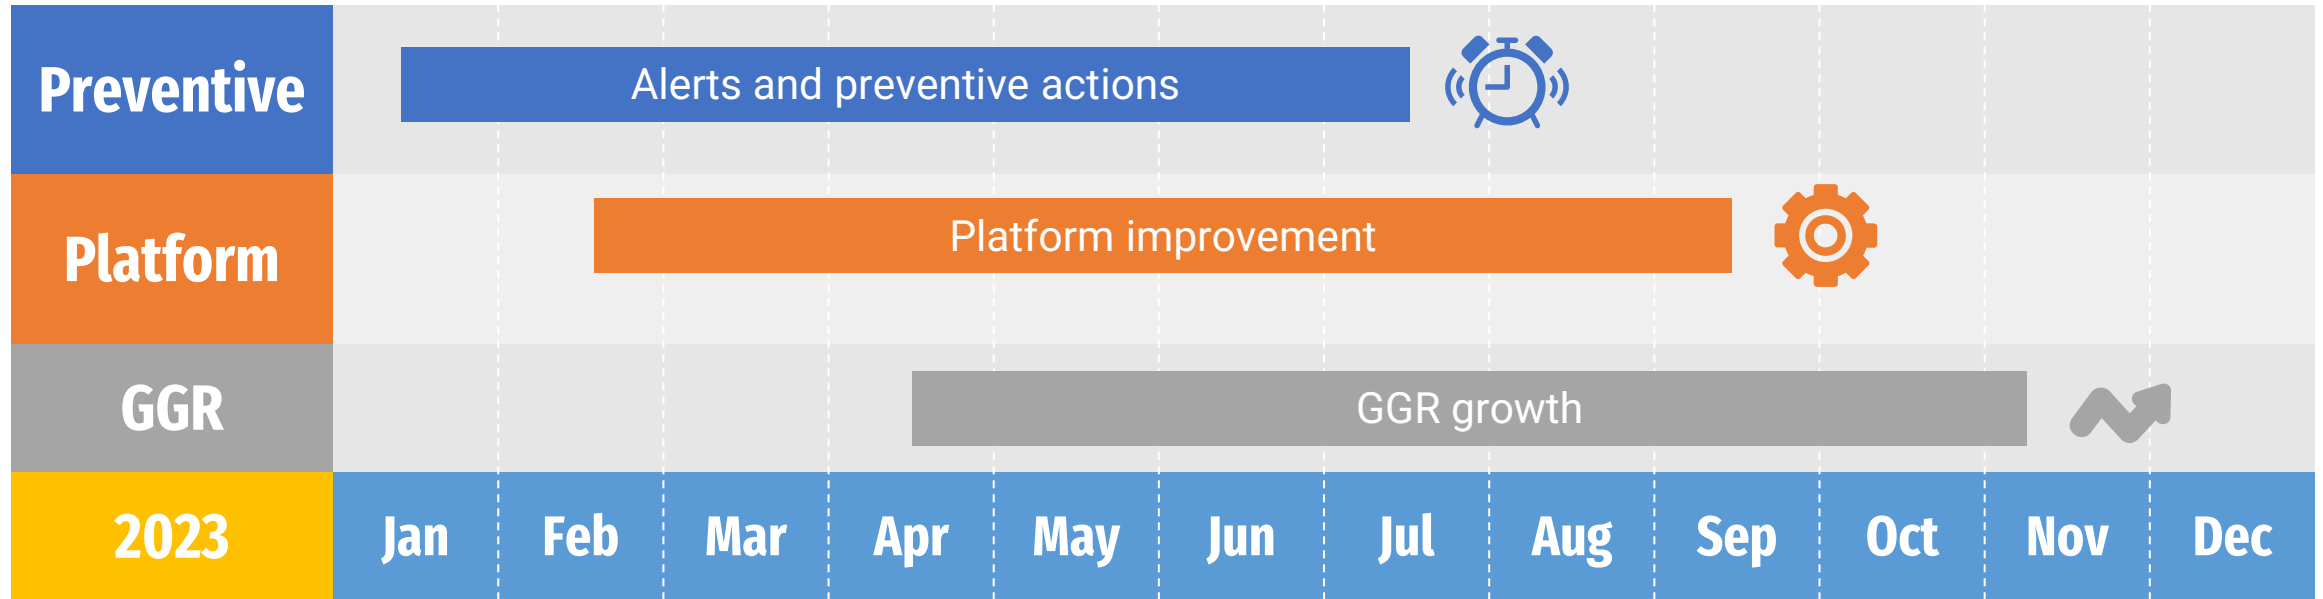 Preventive
Alerts and preventive actions
Platform
Platform improvement
GGR
GGR growth
2023 Jan Feb Mar Apr May Jun Jul Aug Sep Oct Nov Dec